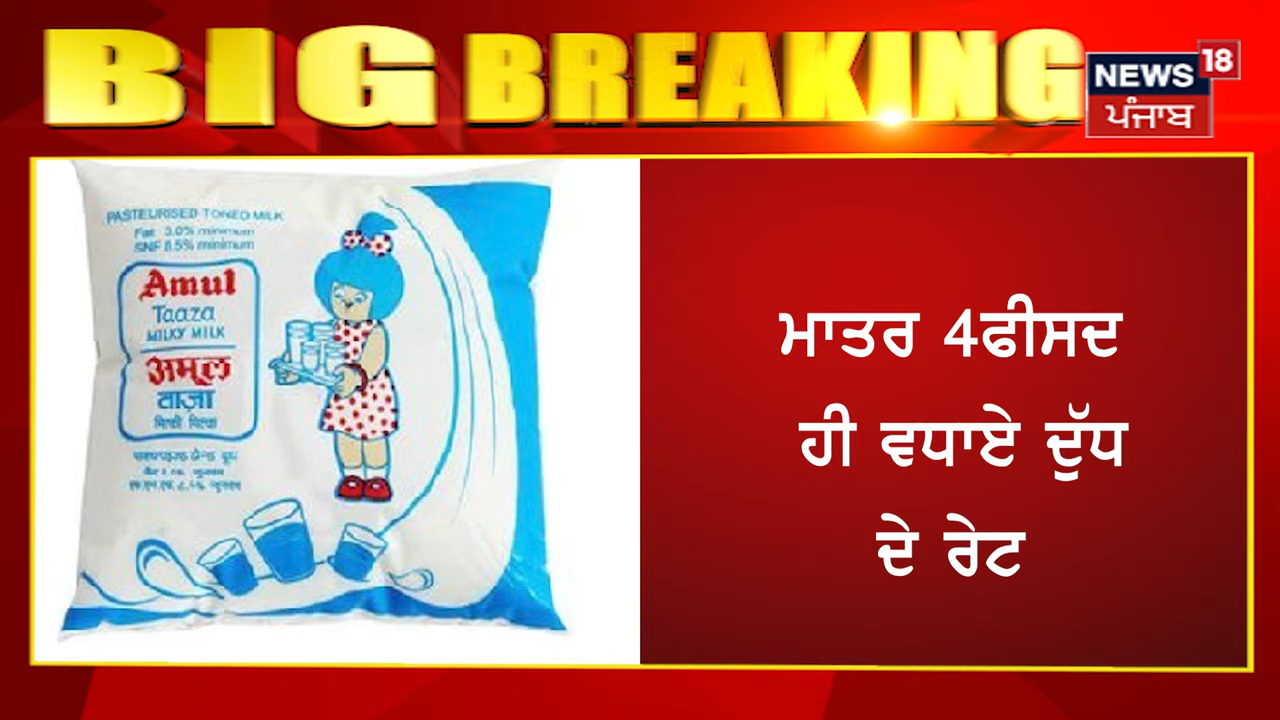 BIG BREAKING
NEWS 18
ਪੰਜਾਬ
PASTEURISED TONED MILK
Fat 3.0% minimum
SNF 8.5% minimum
Amul
Taaza
MILKY MILK
अमूल
ताज़ा
ਮਾਤਰ 4ਫੀਸਦ
ਹੀ ਵਧਾਏ ਦੁੱਧ
ਦੇ ਰੇਟ